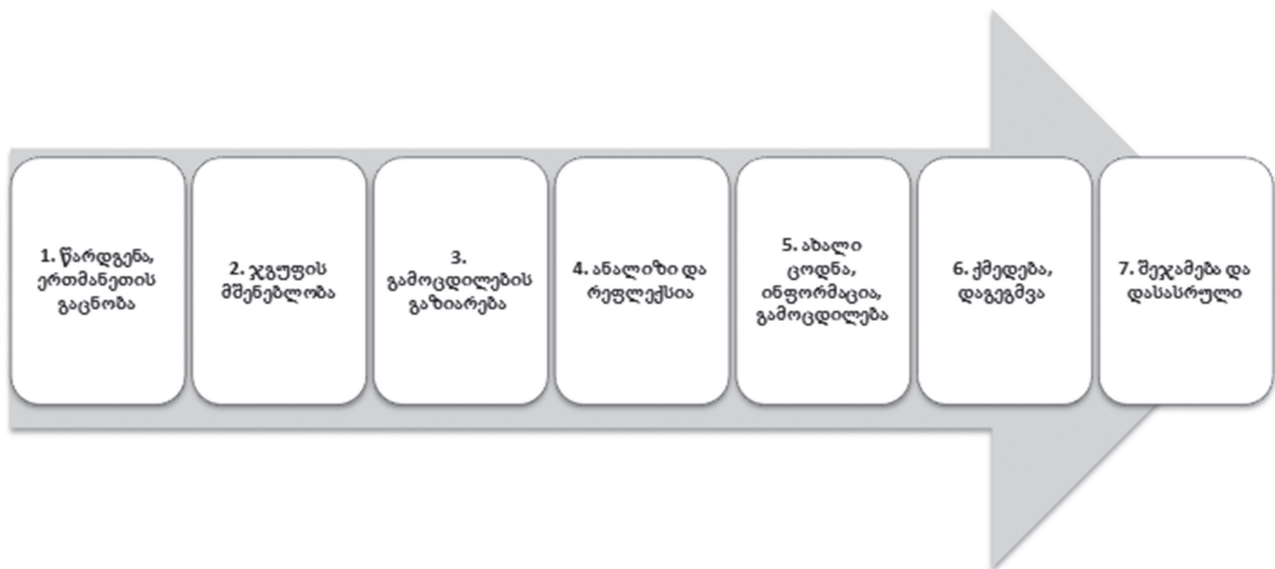 1. წარდგენა,
ერთმანეთის
გაცნობა
2. ჯგუფის
მშენებლობა
3.
გამოცდილების
გაზიარება
4. ანალიზი და
რეფლექსია
5. ახალი
ცოდნა,
ინფორმაცია,
გამოცდილება
6. ქმედება,
დაგეგმვა
7. შეჯამება და
დასასრული